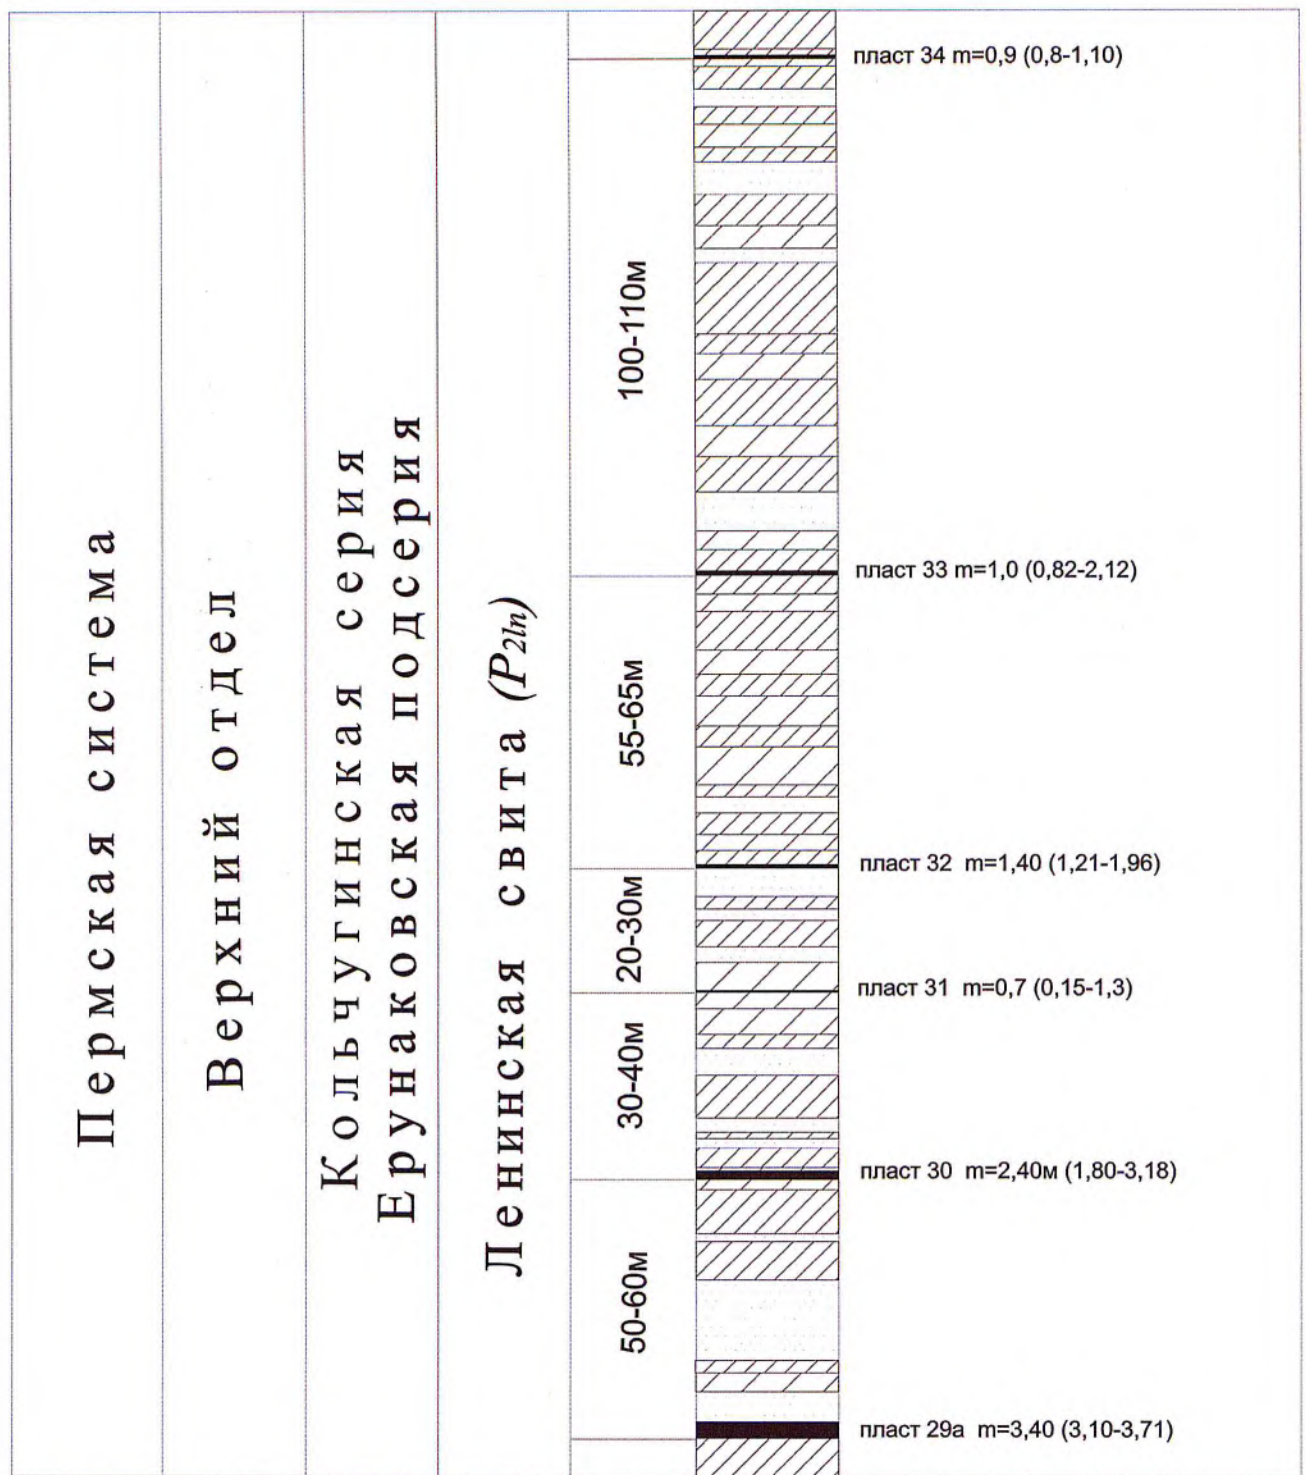 Пермская система
Верхний отдел
Кольчугинская серия
Ерунаковская подсерия
Ленинская свита (P2ln)
100-110м
55-65м
20-30м
30-40м
50-60м
пласт 34 m=0,9 (0,8-1,10)
пласт 33 m=1,0 (0,82-2,12)
пласт 32 m=1,40 (1,21-1,96)
пласт 31 m=0,7 (0,15-1,3)
пласт 30 m=2,40м (1,80-3,18)
пласт 29а m=3,40 (3,10-3,71)